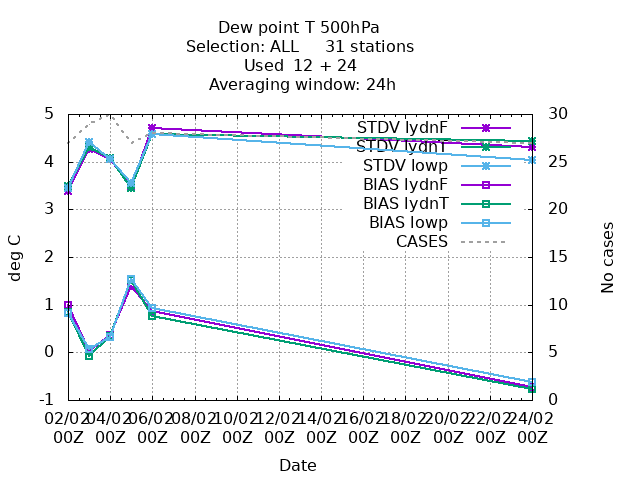 Dew point T 500hPa
Selection: ALL 31 stations
Used 12 + 24
Averaging window: 24h
5
4
3
2
1
0
-1
deg C
30
25
20
15
10
5
0
No cases
STDV lydnF
STDV lydnT
STDV lowp
BIAS lydnF
BIAS lydnT
BIAS lowp
CASES
02/02 04/02 06/02 08/02 10/02 12/02 14/02 16/02 18/02 20/02 22/02 24/02
00Z 00Z 00Z 00Z 00Z 00Z 00Z 00Z 00Z 00Z 00Z 00Z
Date